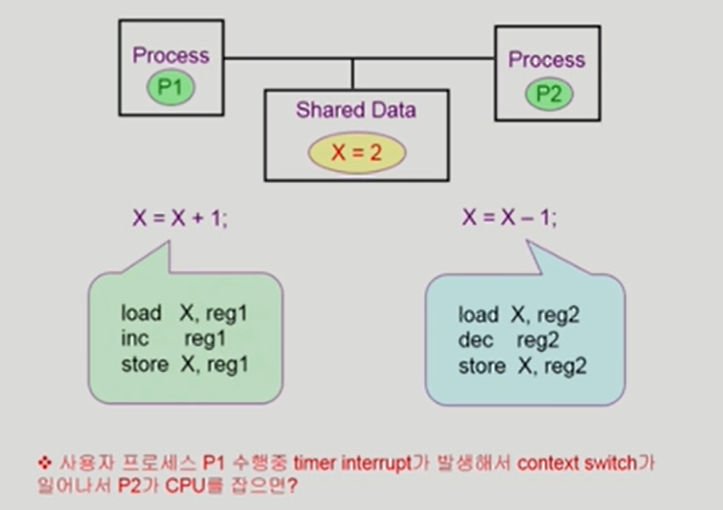 Process
P1
Process
P2
Shared Data
X = 2
X = X + 1;
X = X – 1;
load X, reg1
inc reg1
store X, reg1
load X, reg2
dec reg2
store X, reg2
❖ 사용자 프로세스 P1 수행중 timer interrupt가 발생해서 context switch가
일어나서 P2가 CPU를 잡으면?